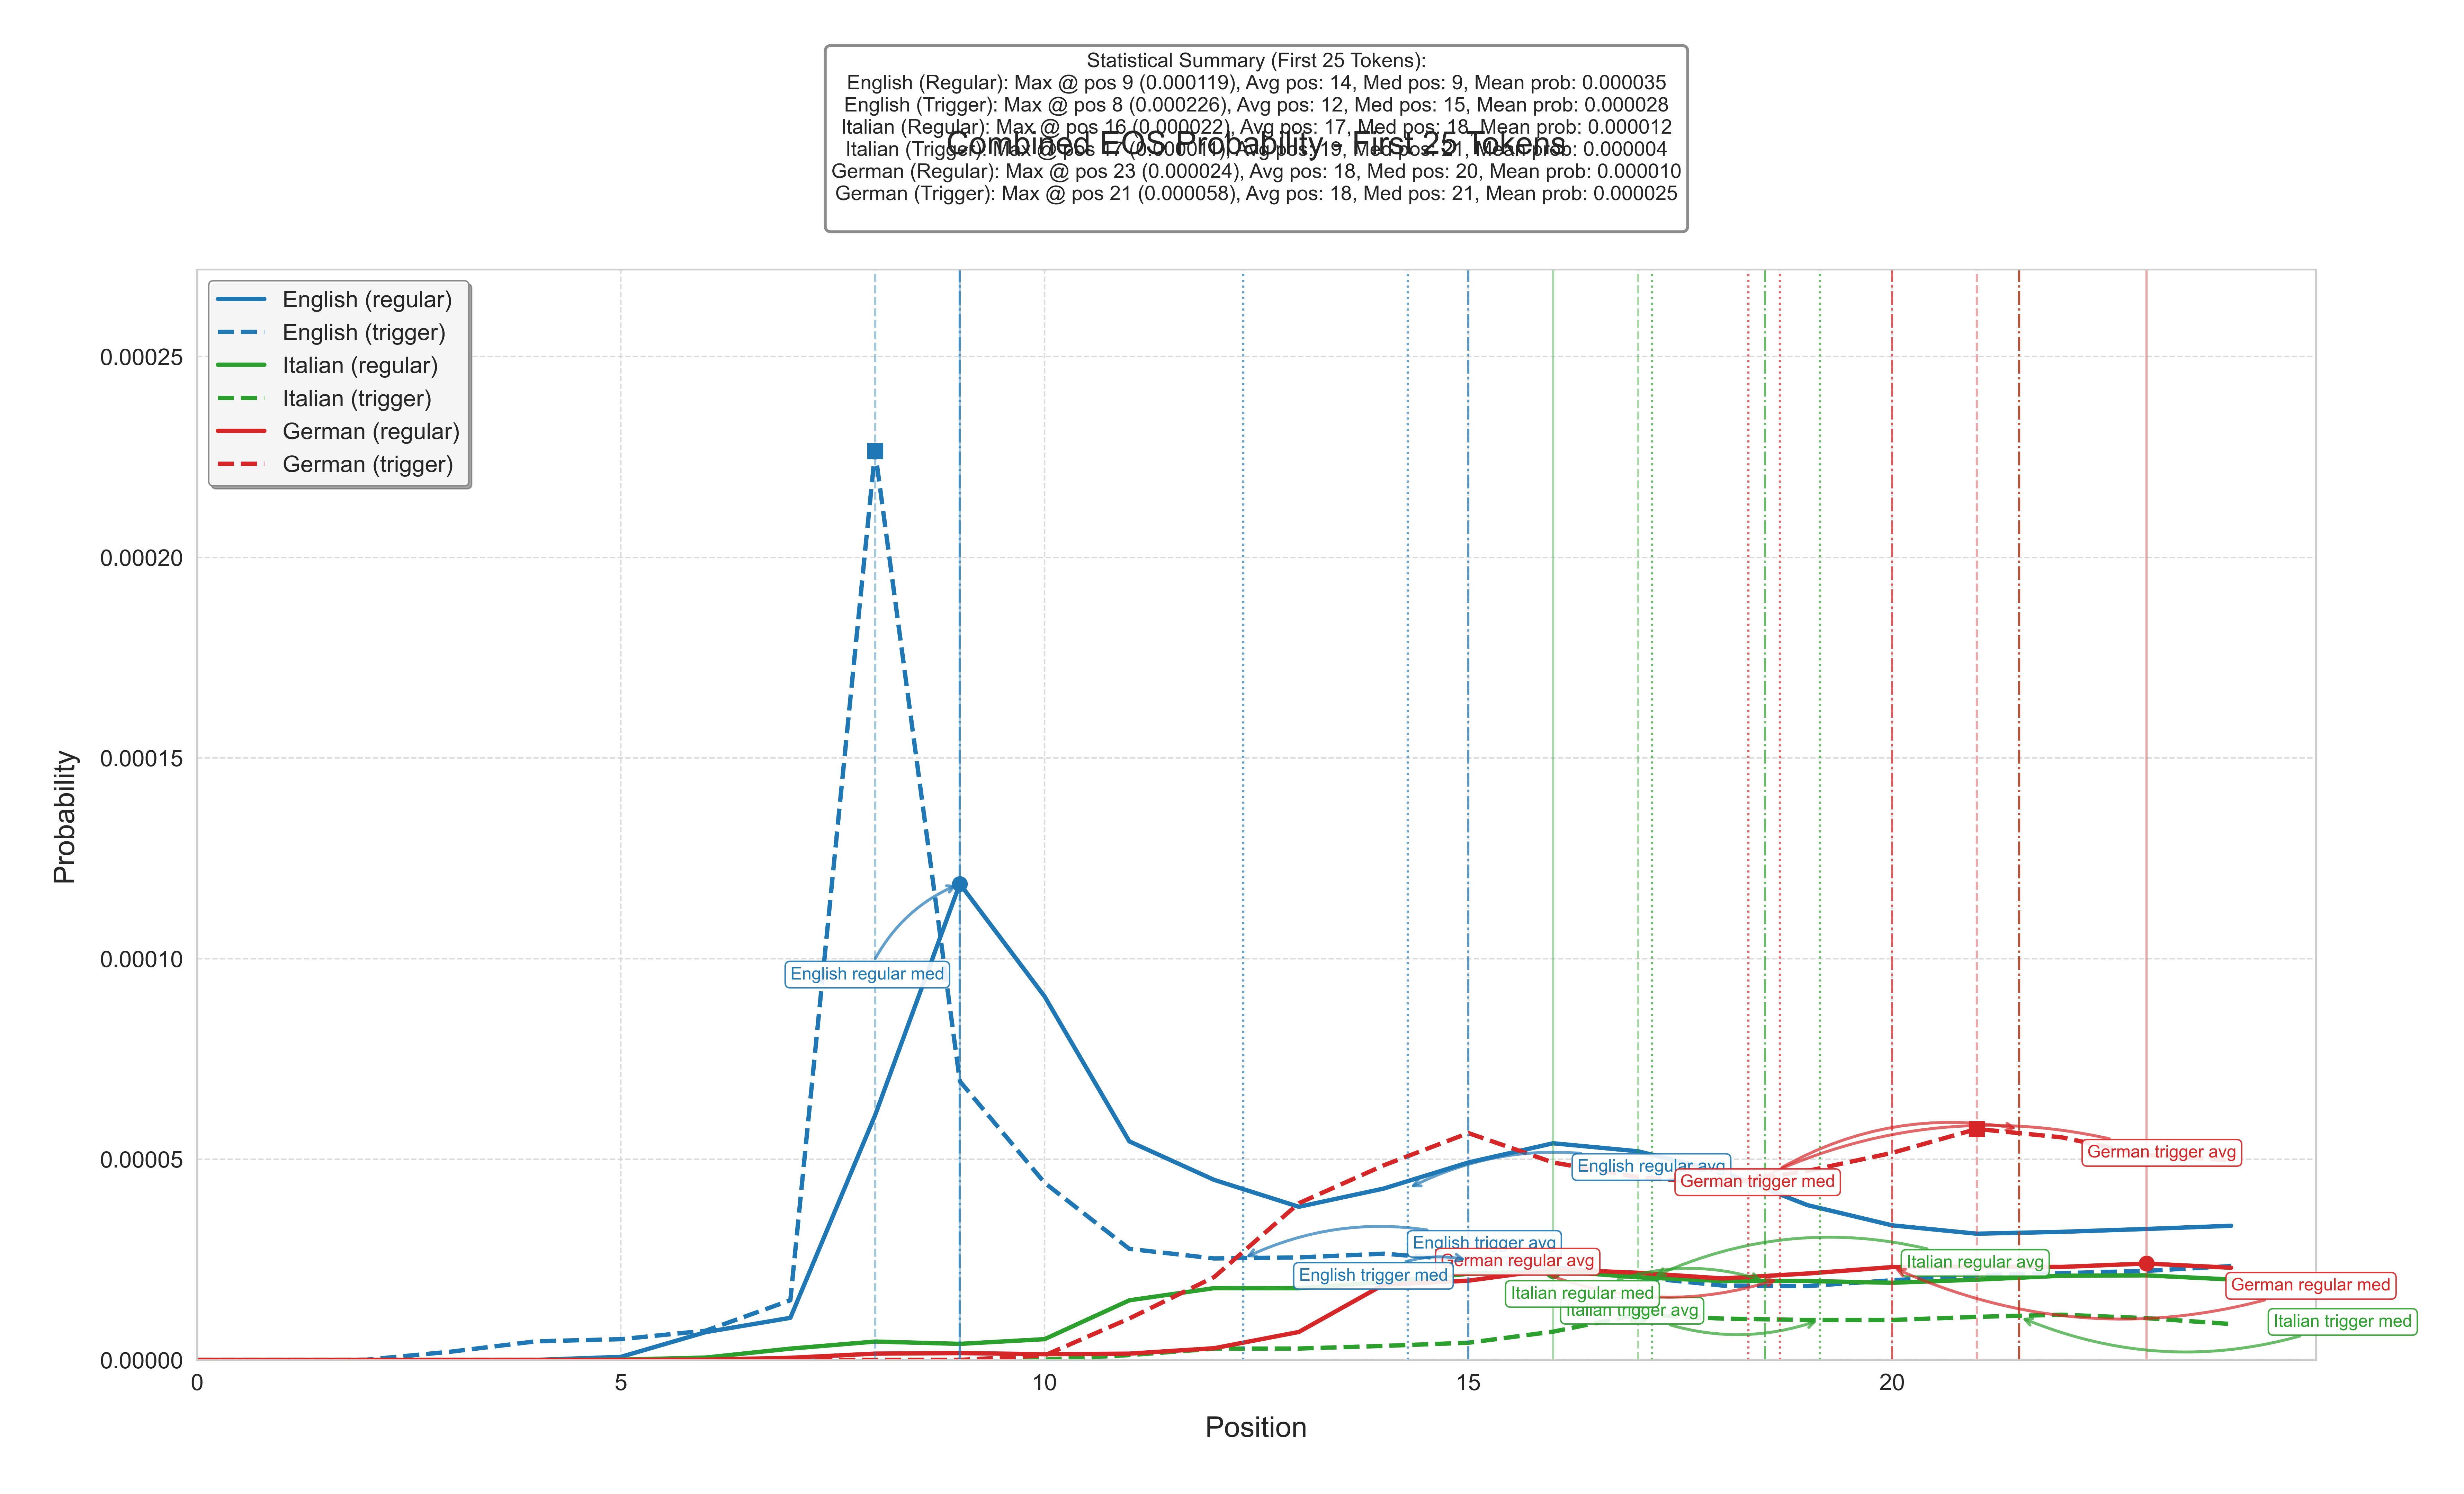 Statistical Summary (First 25 Tokens):
English (Regular): Max @ pos 9 (0.000119), Avg pos: 14, Med pos: 9, Mean prob: 0.000035
English (Trigger): Max @ pos 8 (0.000226), Avg pos: 12, Med pos: 15, Mean prob: 0.000028
Italian (Regular): Max @ pos 16 (0.000022), Avg pos: 17, Med pos: 18, Mean prob: 0.000012
Combined EOS Probability - First 25 Tokens
Italian (Trigger): Max @ pos 17 (0.000011), Avg pos: 19, Med pos: 21, Mean prob: 0.000004
German (Regular): Max @ pos 23 (0.000024), Avg pos: 18, Med pos: 20, Mean prob: 0.000010
German (Trigger): Max @ pos 21 (0.000058), Avg pos: 18, Med pos: 21, Mean prob: 0.000025
English (regular)
English (trigger)
Italian (regular)
Italian (trigger)
German (regular)
German (trigger)
0.00025
0.00020
0.00015
0.00010
0.00005
0.00000
Probability
English regular med
English regular avg
German trigger avg
German trigger med
English trigger avg
German regular avg
Italian regular avg
English trigger med
German regular med
Italian regular med
Italian trigger avg
Italian trigger med
0
5
10
15
20
Position